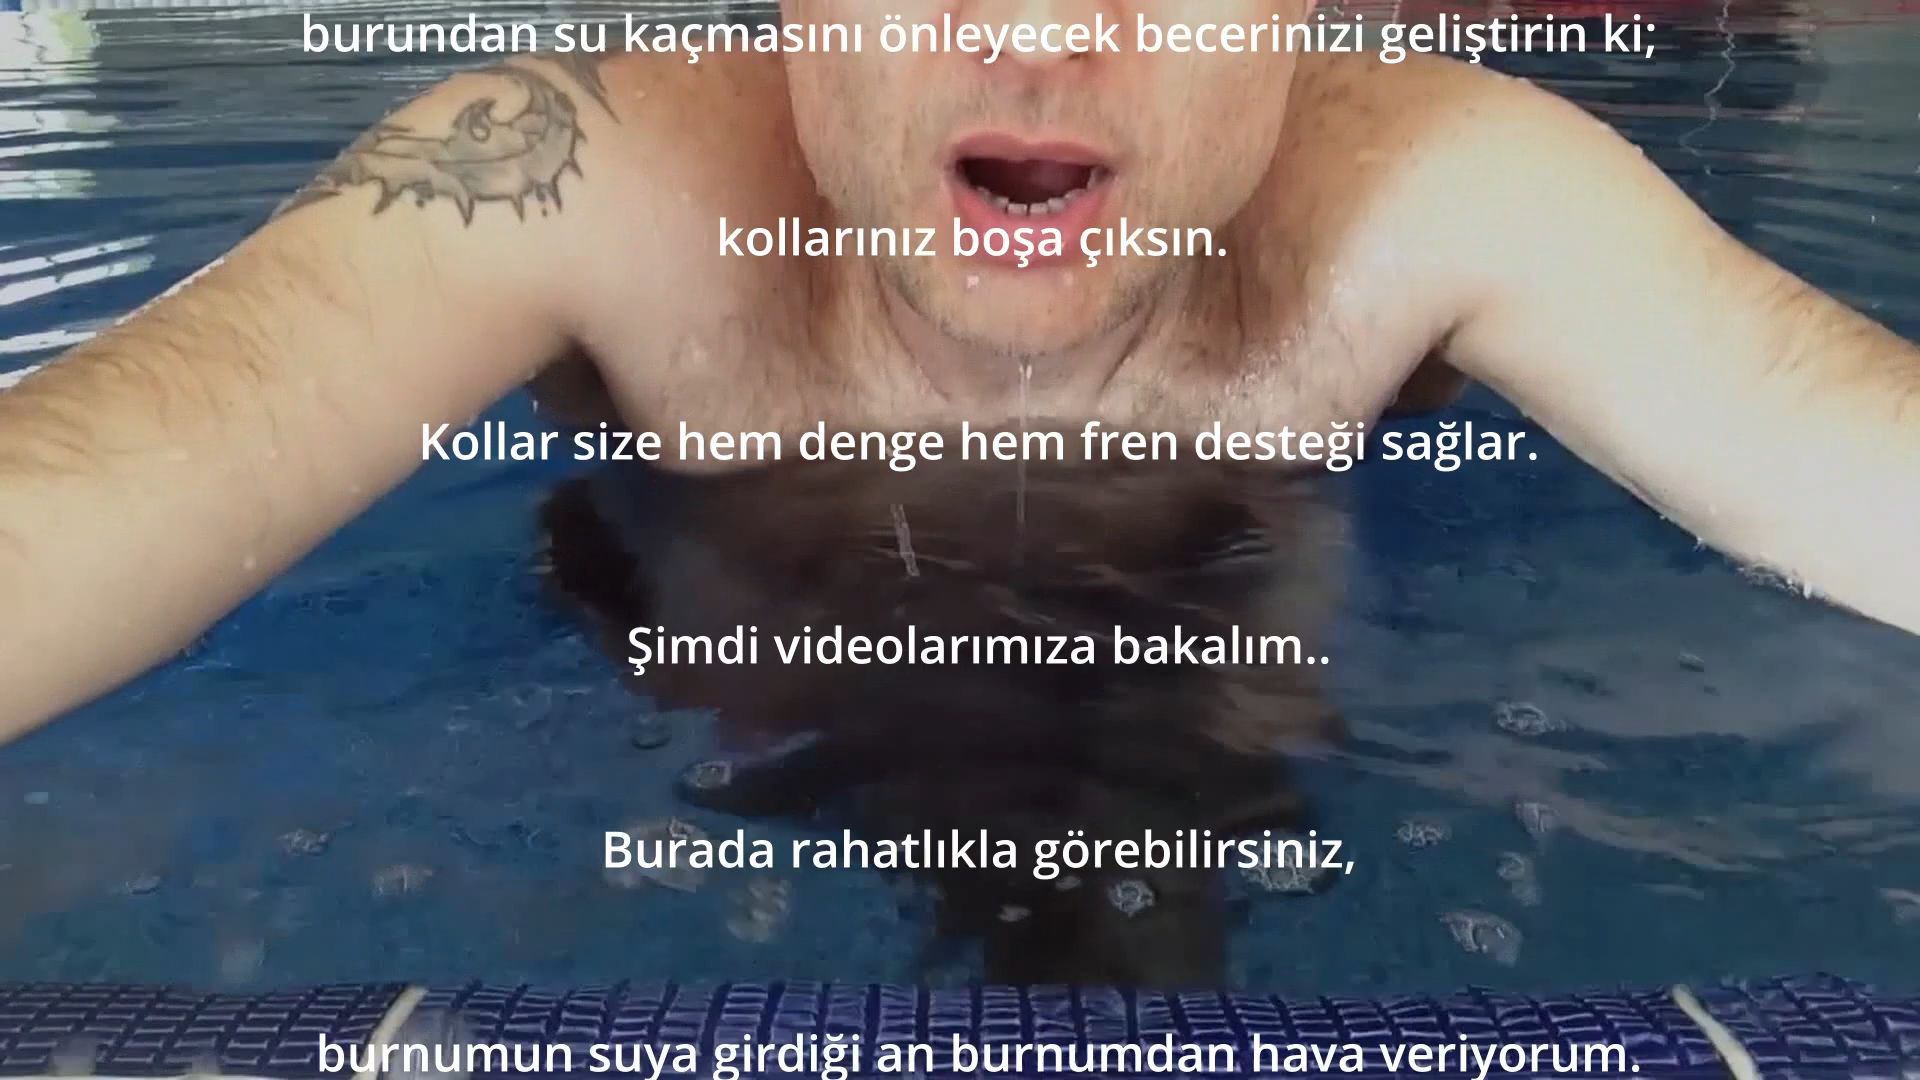 burundan su kaçmasını önleyecek becerinizi geliştirin ki;
kollarınız boşa çıksın.
Kollar size hem denge hem fren desteği sağlar.
Şimdi videolarımıza bakalım..
Burada rahatlıkla görebilirsiniz,
burnumun suya girdiği an burnumdan hava veriyorum.